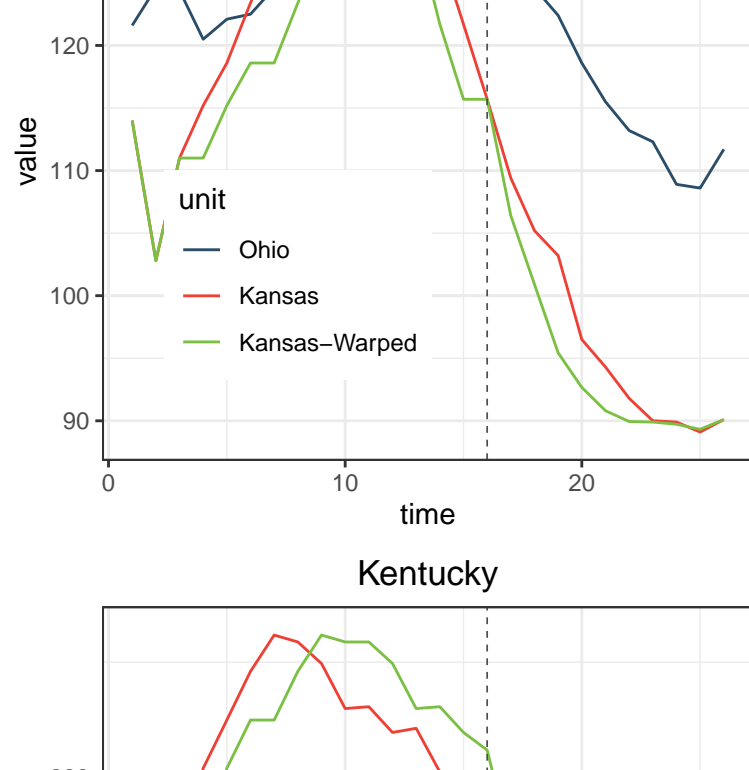 120
110
100
90
value
unit
Ohio
Kansas
Kansas−Warped
0 10 20
time
Kentucky